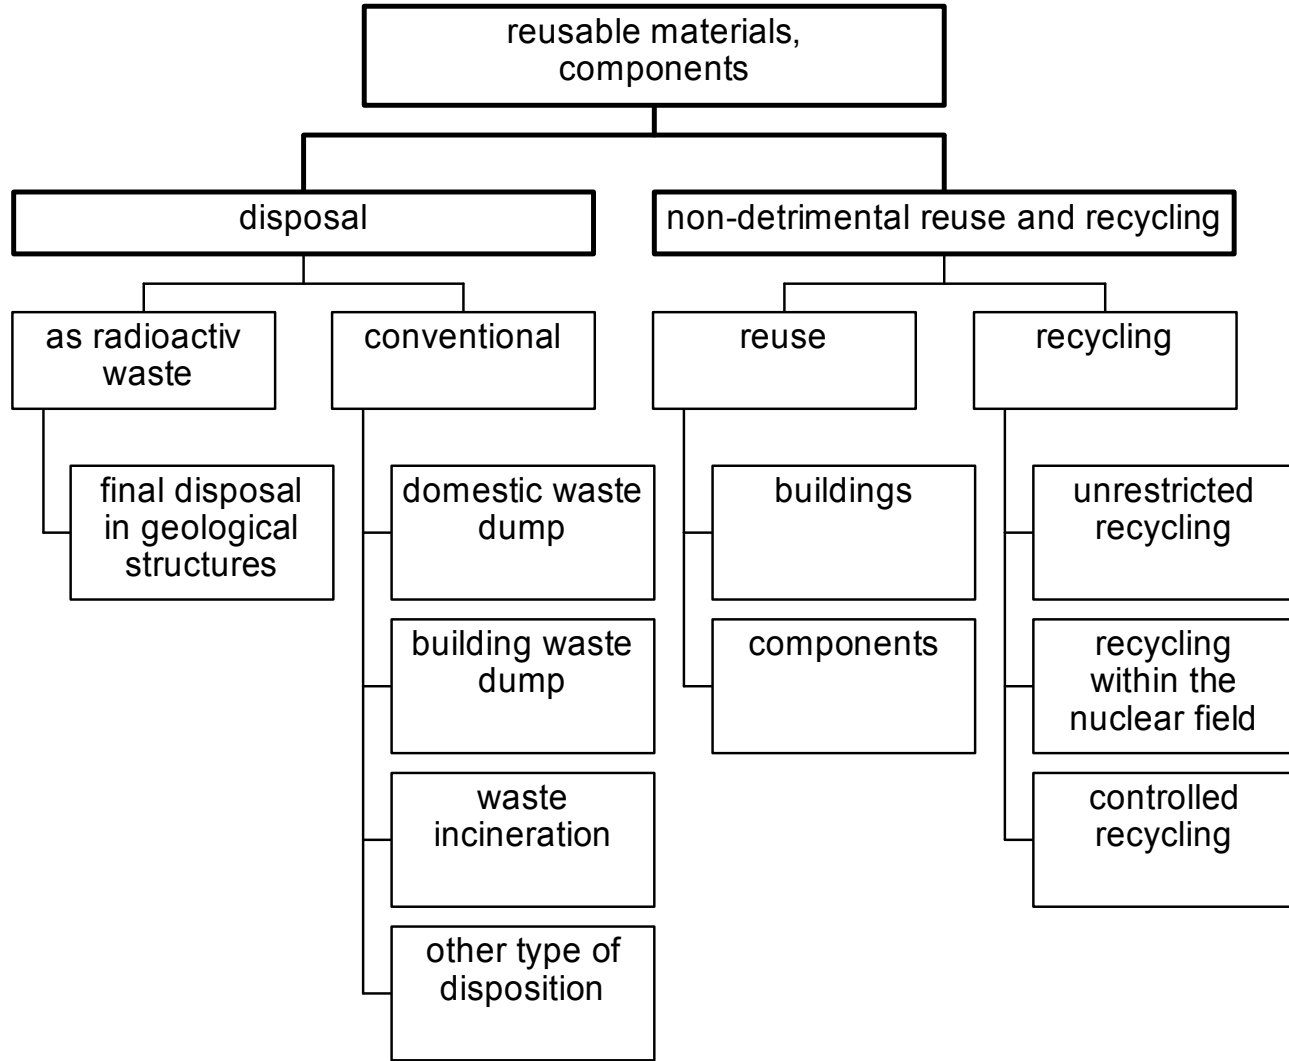 reusable materials,
components
disposal
non-detrimental reuse and recycling
as radioactiv
waste
conventional
reuse
recycling
final disposal
in geological
structures
domestic waste
dump
buildings
unrestricted
recycling
building waste
dump
components
recycling
within the
nuclear field
waste
incineration
controlled
recycling
other type of
disposition